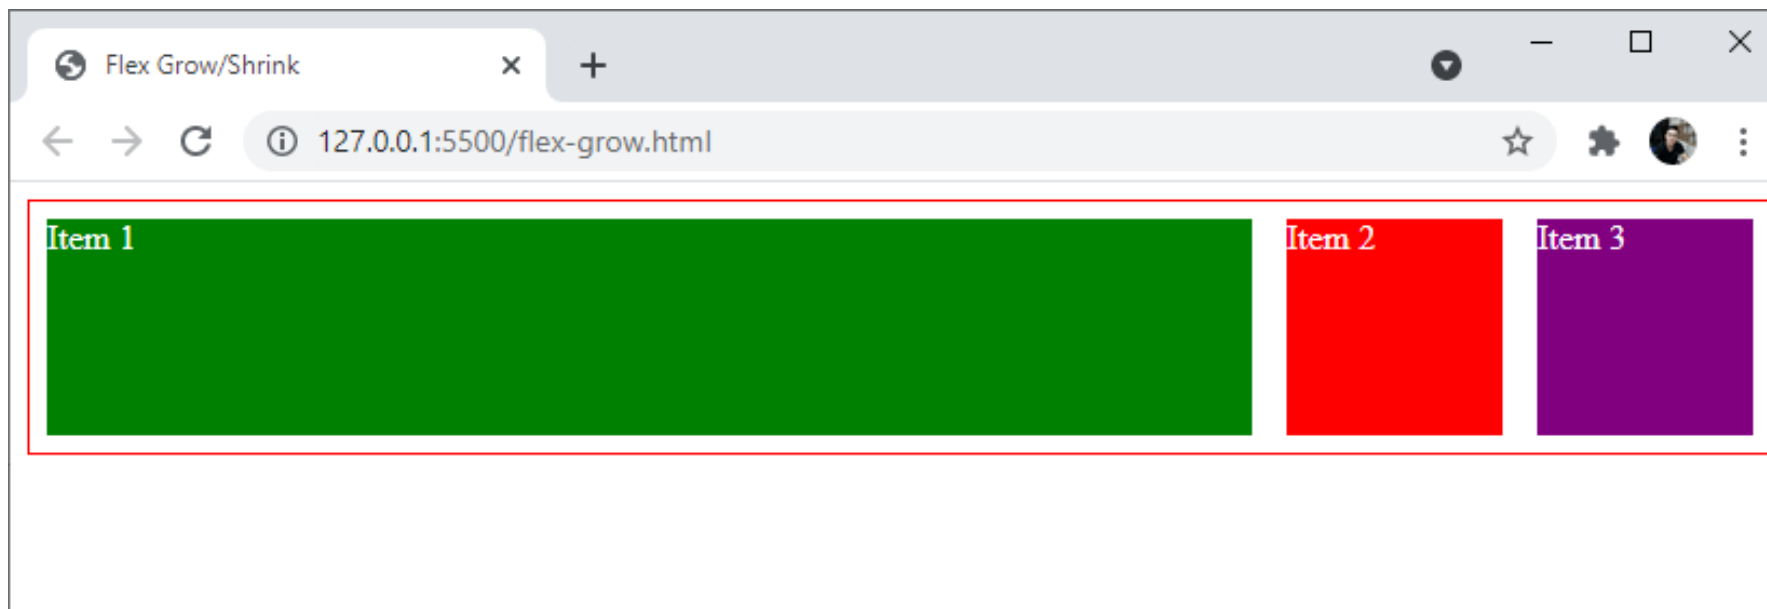 Flex Grow/Shrink
127.0.0.1:5500/flex-grow.html
Item 1
Item 2
Item 3